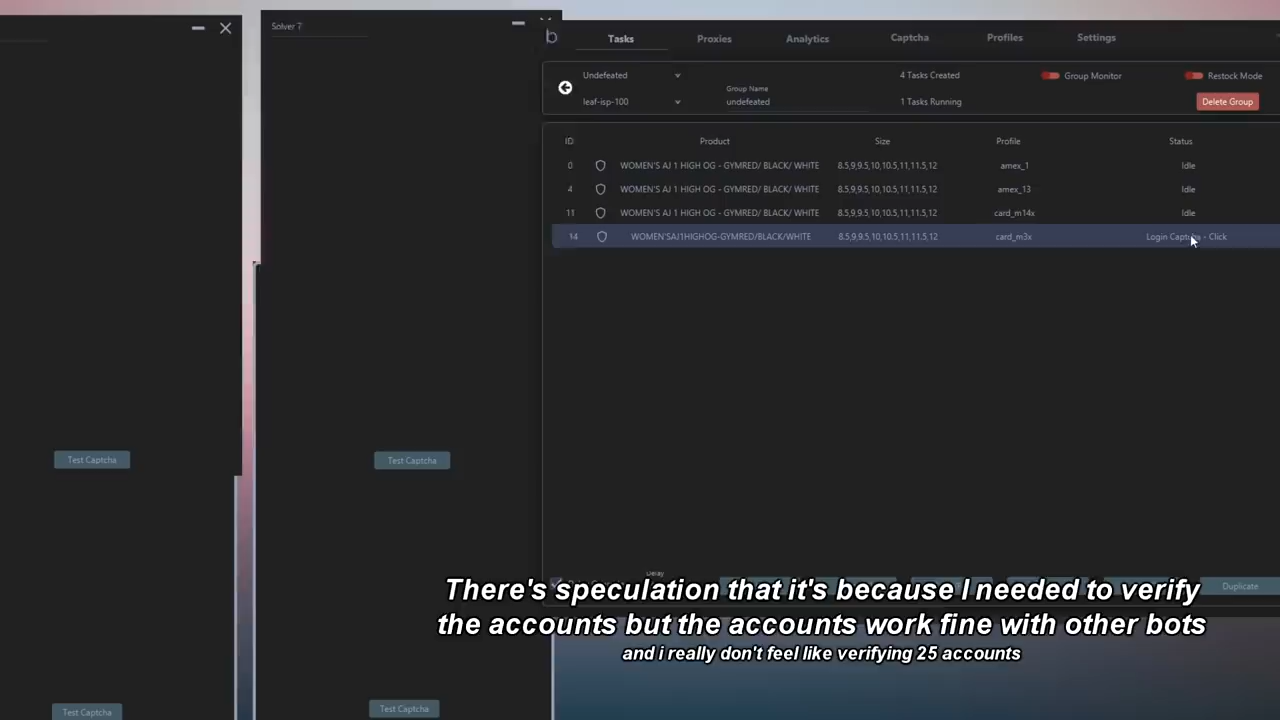 Solver 7
Tasks
Proxies
Analytics
Captcha
Profiles
Settings
Undefeated
4 Tasks Created
Group Monitor
Restock Mode
Group Name
leaf-isp-100
undefeated
1 Tasks Running
Delete Group
ID
Product
Size
Profile
Status
0 WOMEN'S AJ 1 HIGH OG - GYMRED/ BLACK/ WHITE 8.5,9,9.5,10,10.5,11,11.5,12 amex_1 Idle
4 WOMEN'S AJ 1 HIGH OG - GYMRED/ BLACK/ WHITE 8.5,9,9.5,10,10.5,11,11.5,12 amex_13 Idle
11 WOMEN'S AJ 1 HIGH OG - GYMRED/ BLACK/ WHITE 8.5,9,9.5,10,10.5,11,11.5,12 card_m14x Idle
14 WOMEN'SAJ1HIGHOG-GYMRED/BLACK/WHITE 8.5,9,9.5,10,10.5,11,11.5,12 card_m3x Login Captcha - Click
Test Captcha
Test Captcha
Delay
Duplicate
There's speculation that it's because I needed to verify
the accounts but the accounts work fine with other bots
and i really don't feel like verifying 25 accounts
Test Captcha
Test Captcha